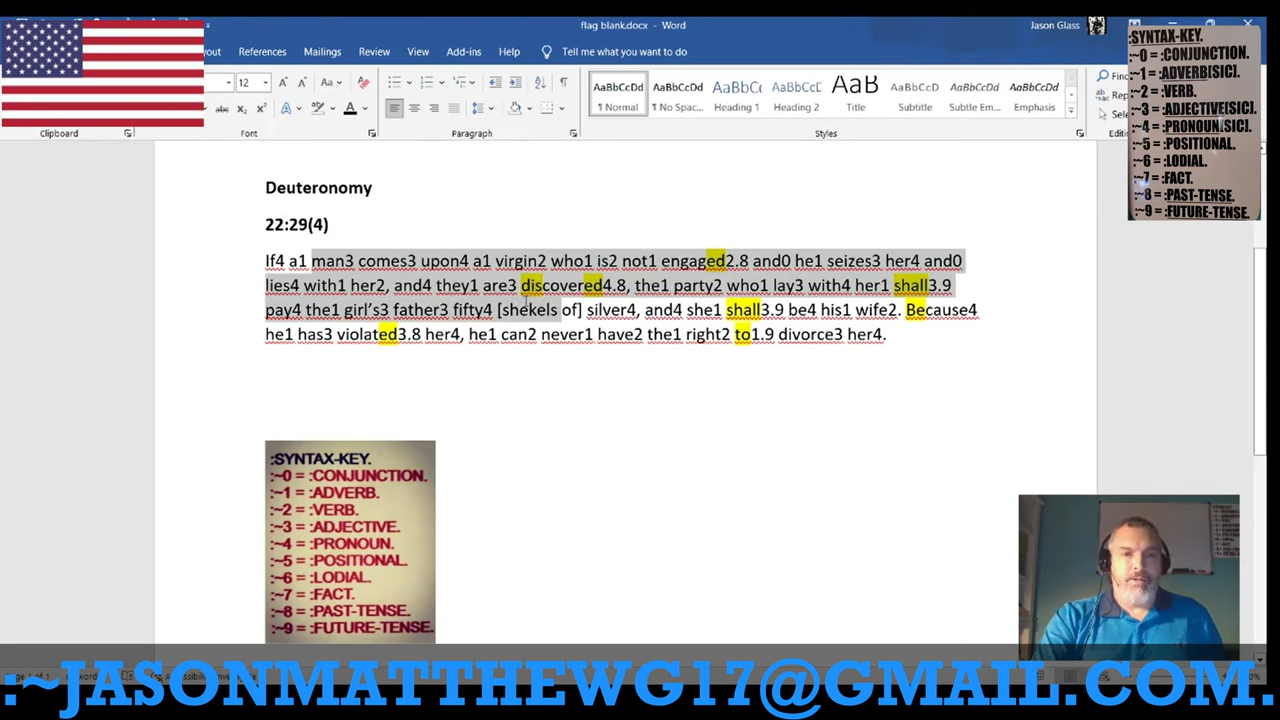 flag blank.docx - Word
Jason Glass
out References Mailings Review View Add-ins Help Tell me what you want to do
12 Aa
AaBbCcDc AaBbCcDc AaBbCc AaBbCcC AaB AaBbCcD AaBbCcDc AaBbCcDc
¶ Normal ¶ No Spac... Heading 1 Heading 2 Title Subtitle Subtle Em... Emphasis
Clipboard Font Paragraph Styles
:SYNTAX-KEY.
:~0 = :CONJUNCTION.
:~1 = :ADVERB[SIC].
:~2 = :VERB.
:~3 = :ADJECTIVE[SIC].
:~4 = :PRONOUN[SIC].
:~5 = :POSITIONAL.
:~6 = :LODIAL.
:~7 = :FACT.
:~8 = :PAST-TENSE.
:~9 = :FUTURE-TENSE.
Deuteronomy
22:29(4)
If4 a1 man3 comes3 upon4 a1 virgin2 who1 is2 not1 engaged2.8 and0 he1 seizes3 her4 and0
lies4 with1 her2, and4 they1 are3 discovered4.8, the1 party2 who1 lay3 with4 her1 shall3.9
pay4 the1 girl's3 father3 fifty4 [shekels of] silver4, and4 she1 shall3.9 be4 his1 wife2. Because4
he1 has3 violated3.8 her4, he1 can2 never1 have2 the1 right2 to1.9 divorce3 her4.
:SYNTAX-KEY.
:~0 = :CONJUNCTION.
:~1 = :ADVERB.
:~2 = :VERB.
:~3 = :ADJECTIVE.
:~4 = :PRONOUN.
:~5 = :POSITIONAL.
:~6 = :LODIAL.
:~7 = :FACT.
:~8 = :PAST-TENSE.
:~9 = :FUTURE-TENSE.
:~JASONMATTHEWG17@GMAIL.COM.